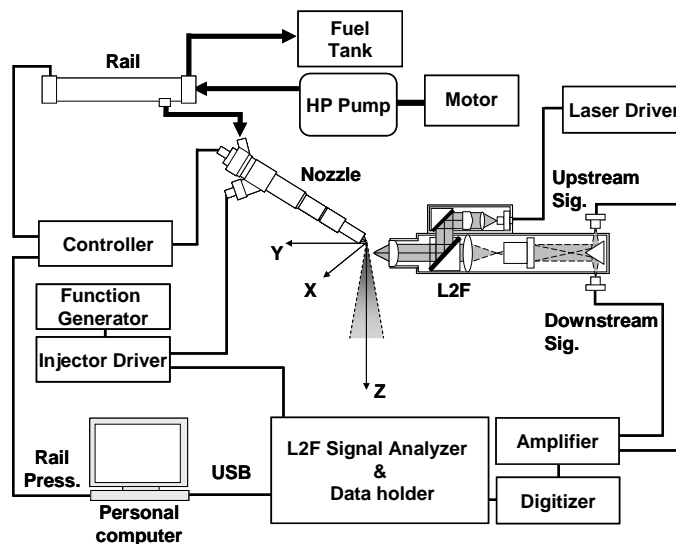 Fuel
Tank
Rail
HP Pump
Motor
Laser Driver
Nozzle
Upstream
Sig.
Controller
Y
X
L2F
Function
Generator
Downstream
Sig.
Injector Driver
Z
L2F Signal Analyzer
&
Data holder
Amplifier
Rail
Press.
USB
Digitizer
Personal
computer